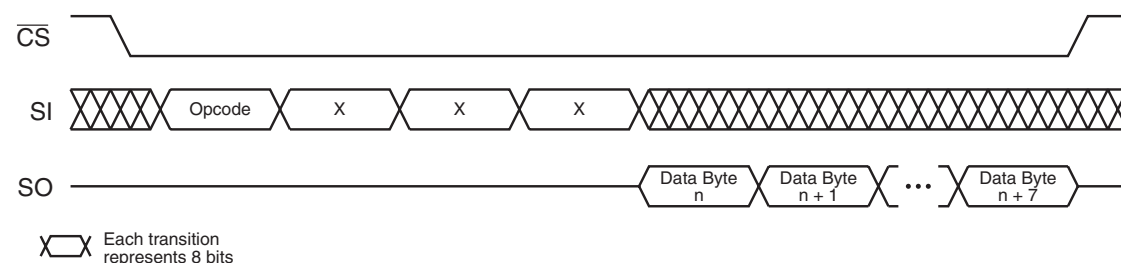 CS
SI Opcode X X X
SO Data Byte n Data Byte n + 1 ••• Data Byte n + 7
Each transition
represents 8 bits